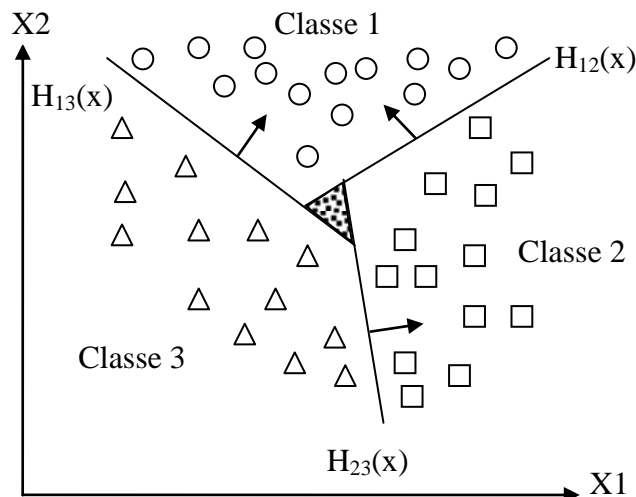 X2
Classe 1
H₁₂(x)
H₁₃(x)
Classe 2
Classe 3
H₂₃(x)
X1